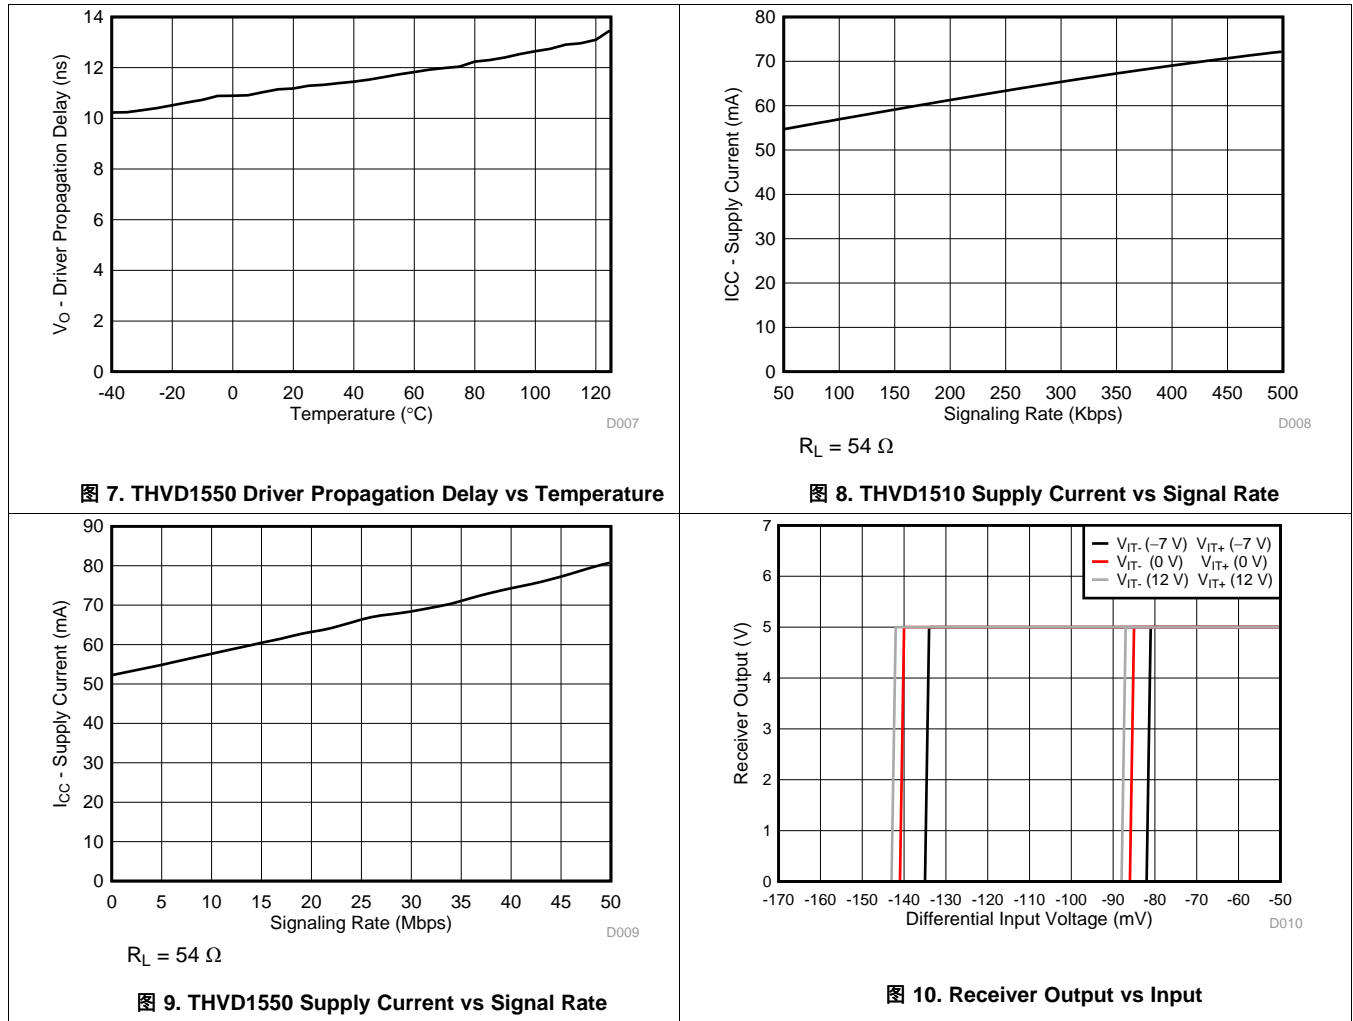 14
12
10
8
6
4
2
0
-40 -20 0 20 40 60 80 100 120
VO - Driver Propagation Delay (ns)
Temperature (°C)
D007
图 7. THVD1550 Driver Propagation Delay vs Temperature
80
70
60
50
40
30
20
10
0
50 100 150 200 250 300 350 400 450 500
ICC - Supply Current (mA)
Signaling Rate (Kbps)
D008
RL = 54 Ω
图 8. THVD1510 Supply Current vs Signal Rate
90
80
70
60
50
40
30
20
10
0
0 5 10 15 20 25 30 35 40 45 50
ICC - Supply Current (mA)
Signaling Rate (Mbps)
D009
RL = 54 Ω
图 9. THVD1550 Supply Current vs Signal Rate
7
6
5
4
3
2
1
0
-170 -160 -150 -140 -130 -120 -110 -100 -90 -80 -70 -60 -50
Receiver Output (V)
Differential Input Voltage (mV)
D010
VIT- (−7 V) VIT+ (−7 V)
VIT- (0 V) VIT+ (0 V)
VIT- (12 V) VIT+ (12 V)
图 10. Receiver Output vs Input